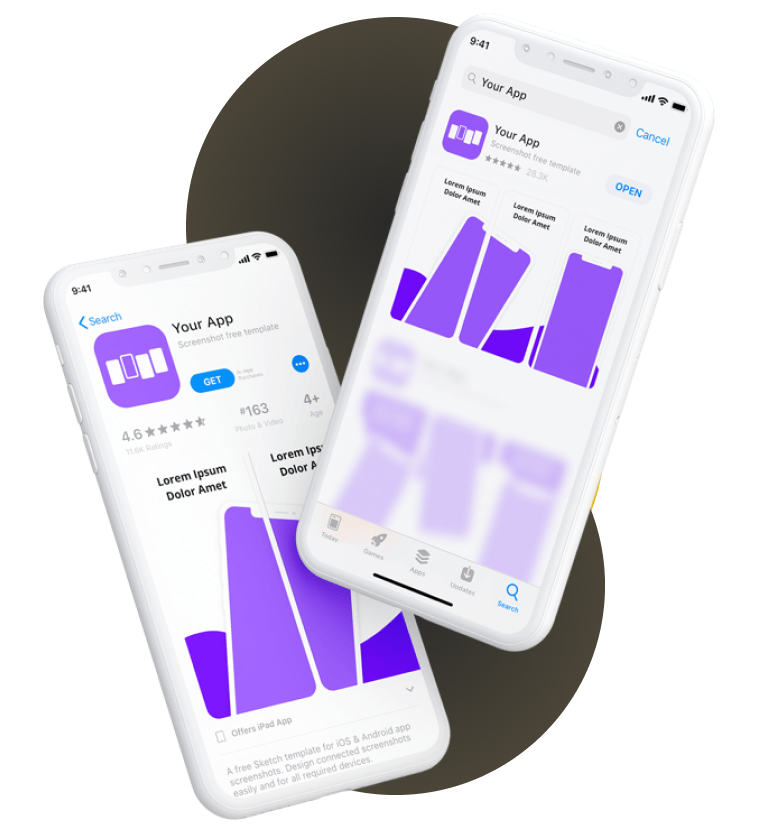 9:41
Search
Your App
Screenshot free template
GET
In-App
Purchases
4.6
11.6K Ratings
#163
Photo & Video
4+
Age
Lorem Ipsum
Dolor Amet
Lorem Ips
Dolor A
Offers iPad App
A free Sketch template for iOS & Android app
screenshots. Design connected screenshots
easily and for all required devices.
9:41
Your App
Cancel
Your App
Screenshot free template
28.3K
OPEN
Lorem Ipsum
Dolor Amet
Lorem Ipsum
Dolor Amet
Lorem Ipsum
Dolor Amet
Today
Games
Apps
Updates
Search